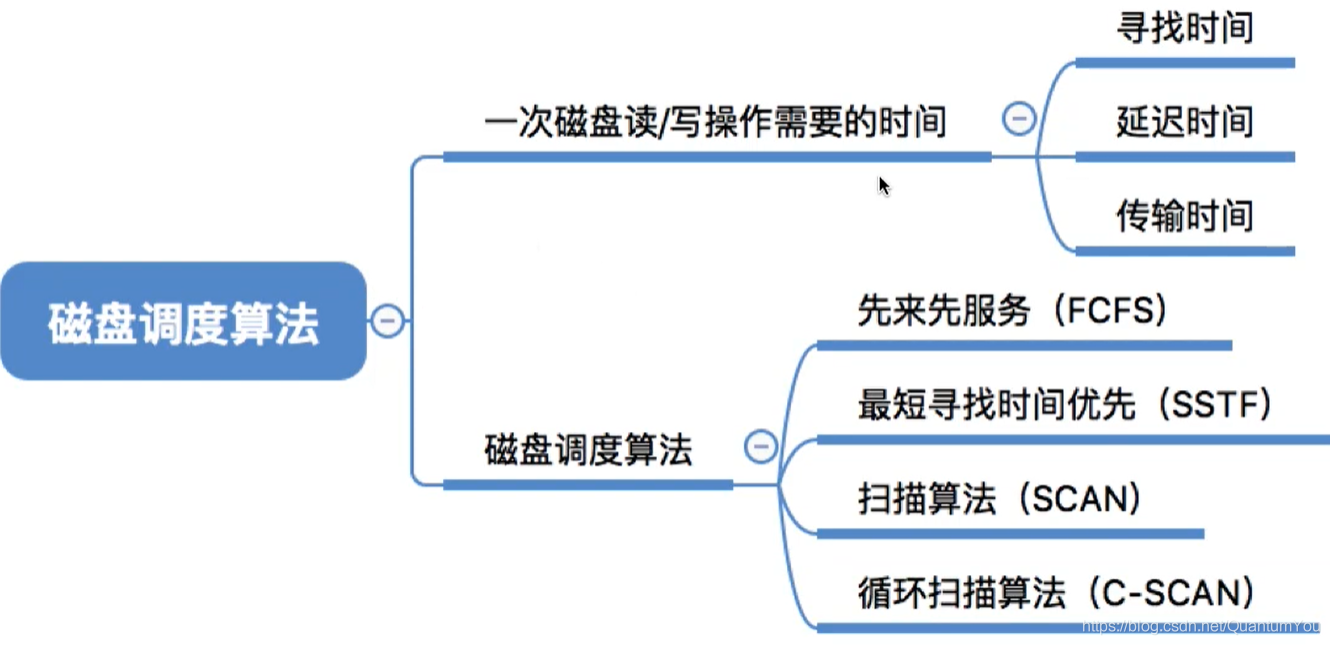 磁盘调度算法
一次磁盘读/写操作需要的时间
寻找时间
延迟时间
传输时间
磁盘调度算法
先来先服务（FCFS）
最短寻找时间优先（SSTF）
扫描算法（SCAN）
循环扫描算法（C-SCAN）
https://blog.csdn.net/QuantumYou